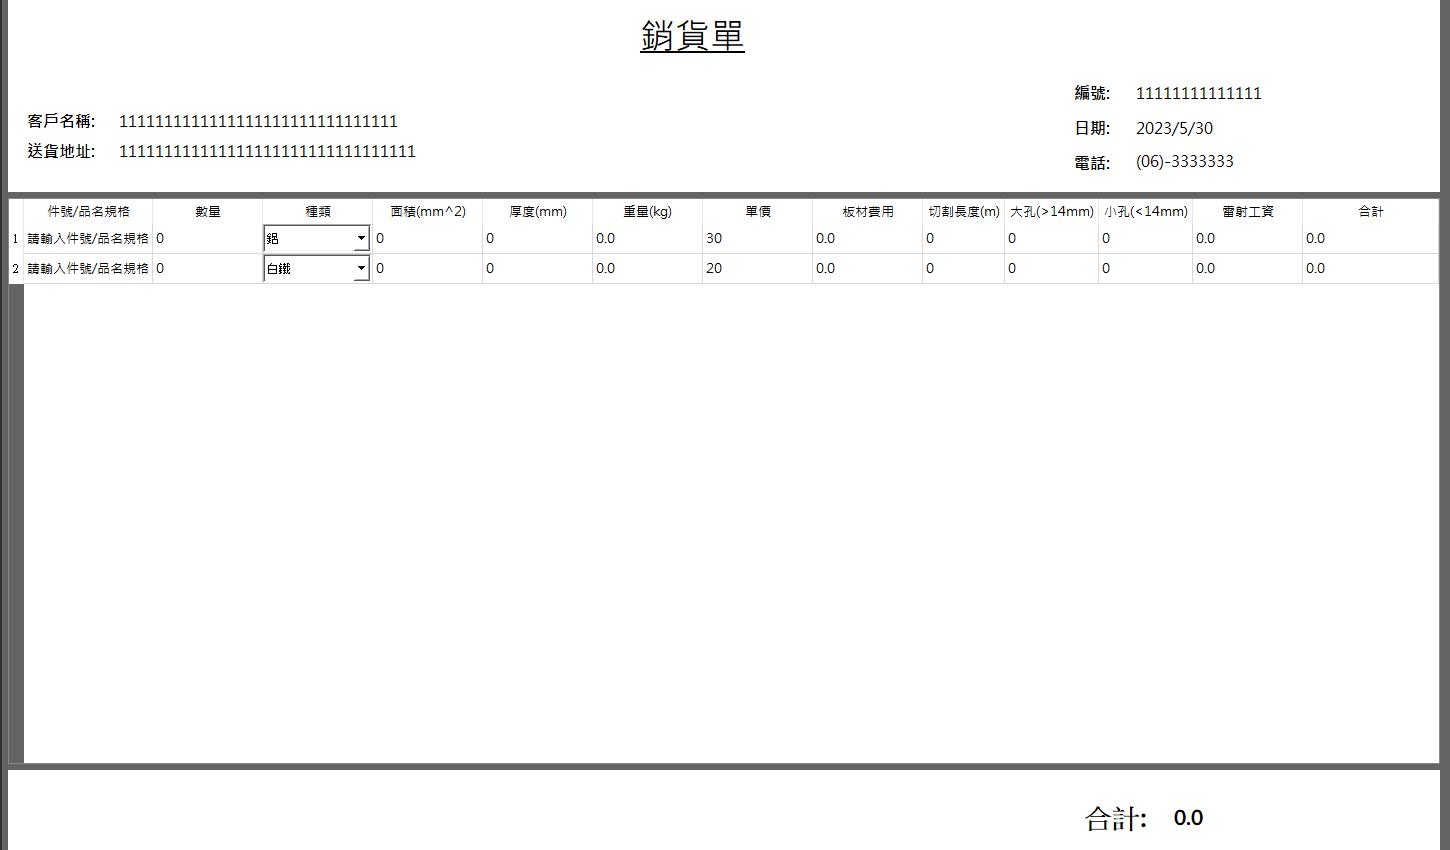 銷貨單
編號: 11111111111111
客戶名稱: 1111111111111111111111111111111
日期: 2023/5/30
送貨地址: 111111111111111111111111111111111
電話: (06)-3333333
件號/品名規格 數量 種類 面積(mm^2) 厚度(mm) 重量(kg) 單價 板材費用 切割長度(m) 大孔(>14mm) 小孔(<14mm) 雷射工資 合計
1 請輸入件號/品名規格 0 鋁 0 0 0.0 30 0.0 0 0 0 0.0 0.0
2 請輸入件號/品名規格 0 白鐵 0 0 0.0 20 0.0 0 0 0 0.0 0.0
合計: 0.0